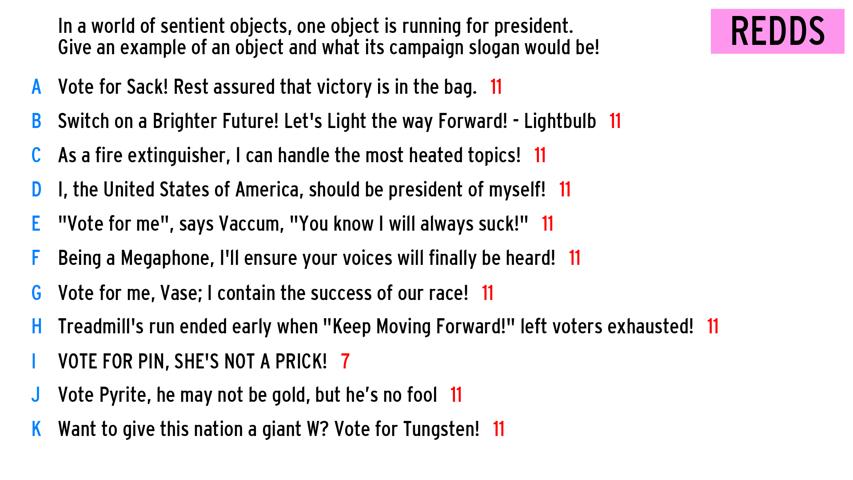 In a world of sentient objects, one object is running for president.
Give an example of an object and what its campaign slogan would be!
REDDS
A Vote for Sack! Rest assured that victory is in the bag. 11
B Switch on a Brighter Future! Let's Light the way Forward! - Lightbulb 11
C As a fire extinguisher, I can handle the most heated topics! 11
D I, the United States of America, should be president of myself! 11
E "Vote for me", says Vaccum, "You know I will always suck!" 11
F Being a Megaphone, I'll ensure your voices will finally be heard! 11
G Vote for me, Vase; I contain the success of our race! 11
H Treadmill's run ended early when "Keep Moving Forward!" left voters exhausted! 11
I VOTE FOR PIN, SHE'S NOT A PRICK! 7
J Vote Pyrite, he may not be gold, but he’s no fool 11
K Want to give this nation a giant W? Vote for Tungsten! 11